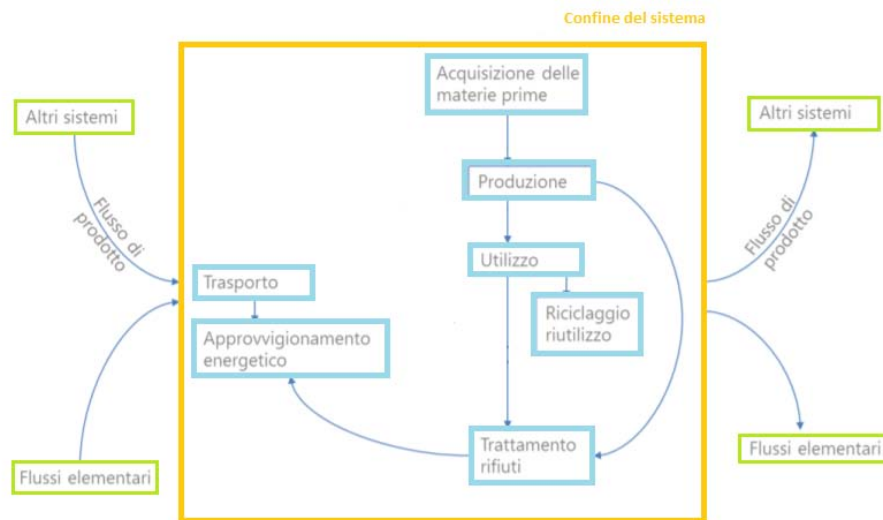 Confine del sistema
Acquisizione delle
materie prime
Altri sistemi
Altri sistemi
Produzione
Flusso di
prodotto
Flusso di
prodotto
Utilizzo
Trasporto
Riciclaggio
riutilizzo
Approvvigionamento
energetico
Trattamento
rifiuti
Flussi elementari
Flussi elementari